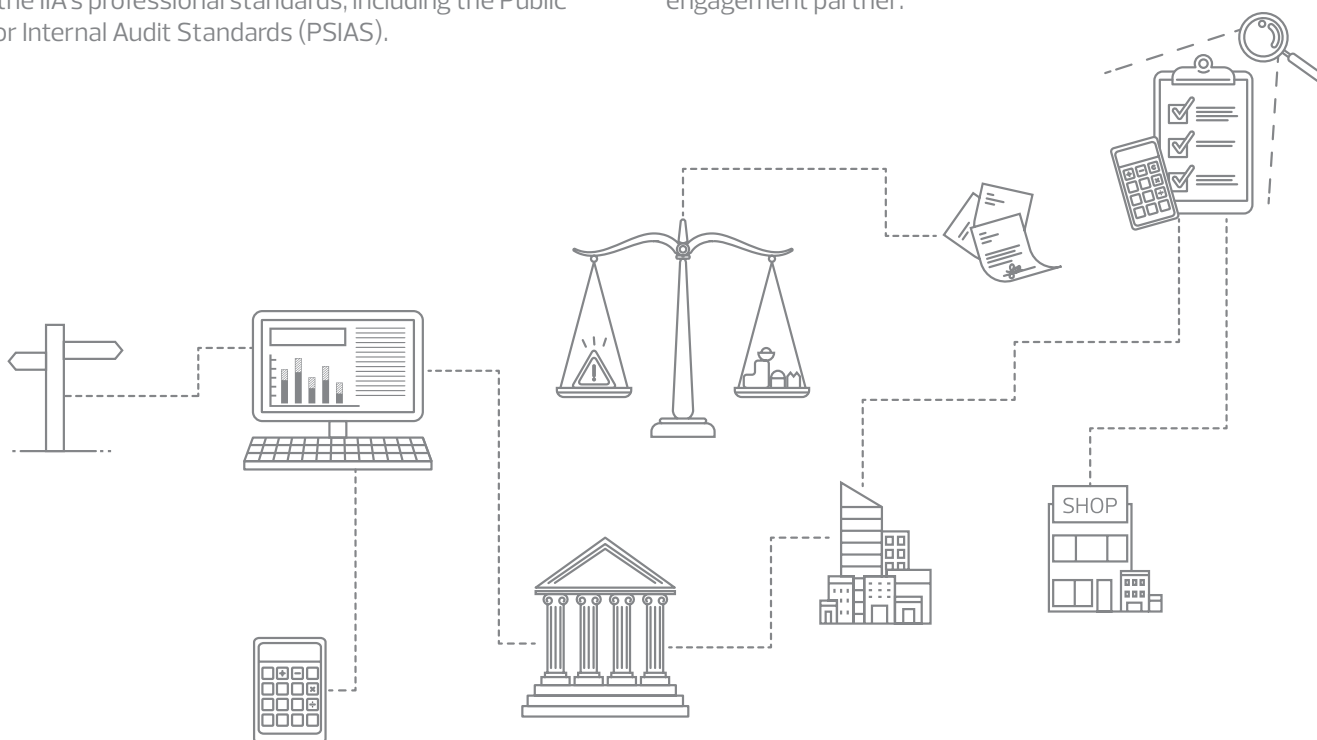 the IIA's professional standards, including the Public
or Internal Audit Standards (PSIAS).
engagement partner.
SHOP